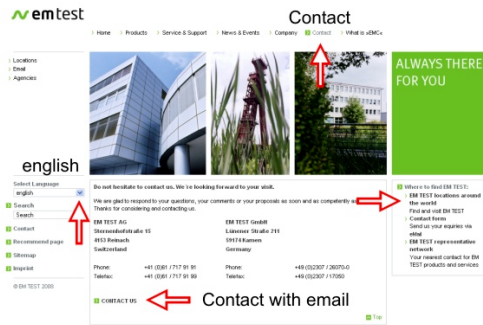 emtest
Contact
Home Products Service & Support News & Events Company Contact What is »EMC«
Locations
Email
Agencies
ALWAYS THERE
FOR YOU
english
Select Language
english
Search
Search
Contact
Recommend page
Sitemap
Imprint
© EM TEST 2008
Do not hesitate to contact us. We're looking forward to your visit.
We are glad to respond to your questions, your comments or your proposals as soon and as competently as
Thanks for considering and contacting us.
EM TEST AG EM TEST GmbH
Sternenhofstraße 15 Lünener Straße 211
4153 Reinach 59174 Kamen
Switzerland Germany
Phone: +41 (0)61 / 717 91 91 Phone: +49 (0)2307 / 26070-0
Telefax: +41 (0)61 / 717 91 99 Telefax: +49 (0)2307 / 17050
CONTACT US
Contact with email
Top
Where to find EM TEST:
EM TEST locations around
the world
Find and visit EM TEST
Contact form
Send us your enquiries via
eMail
EM TEST representation
network
Your nearest contact for EM
TEST products and services